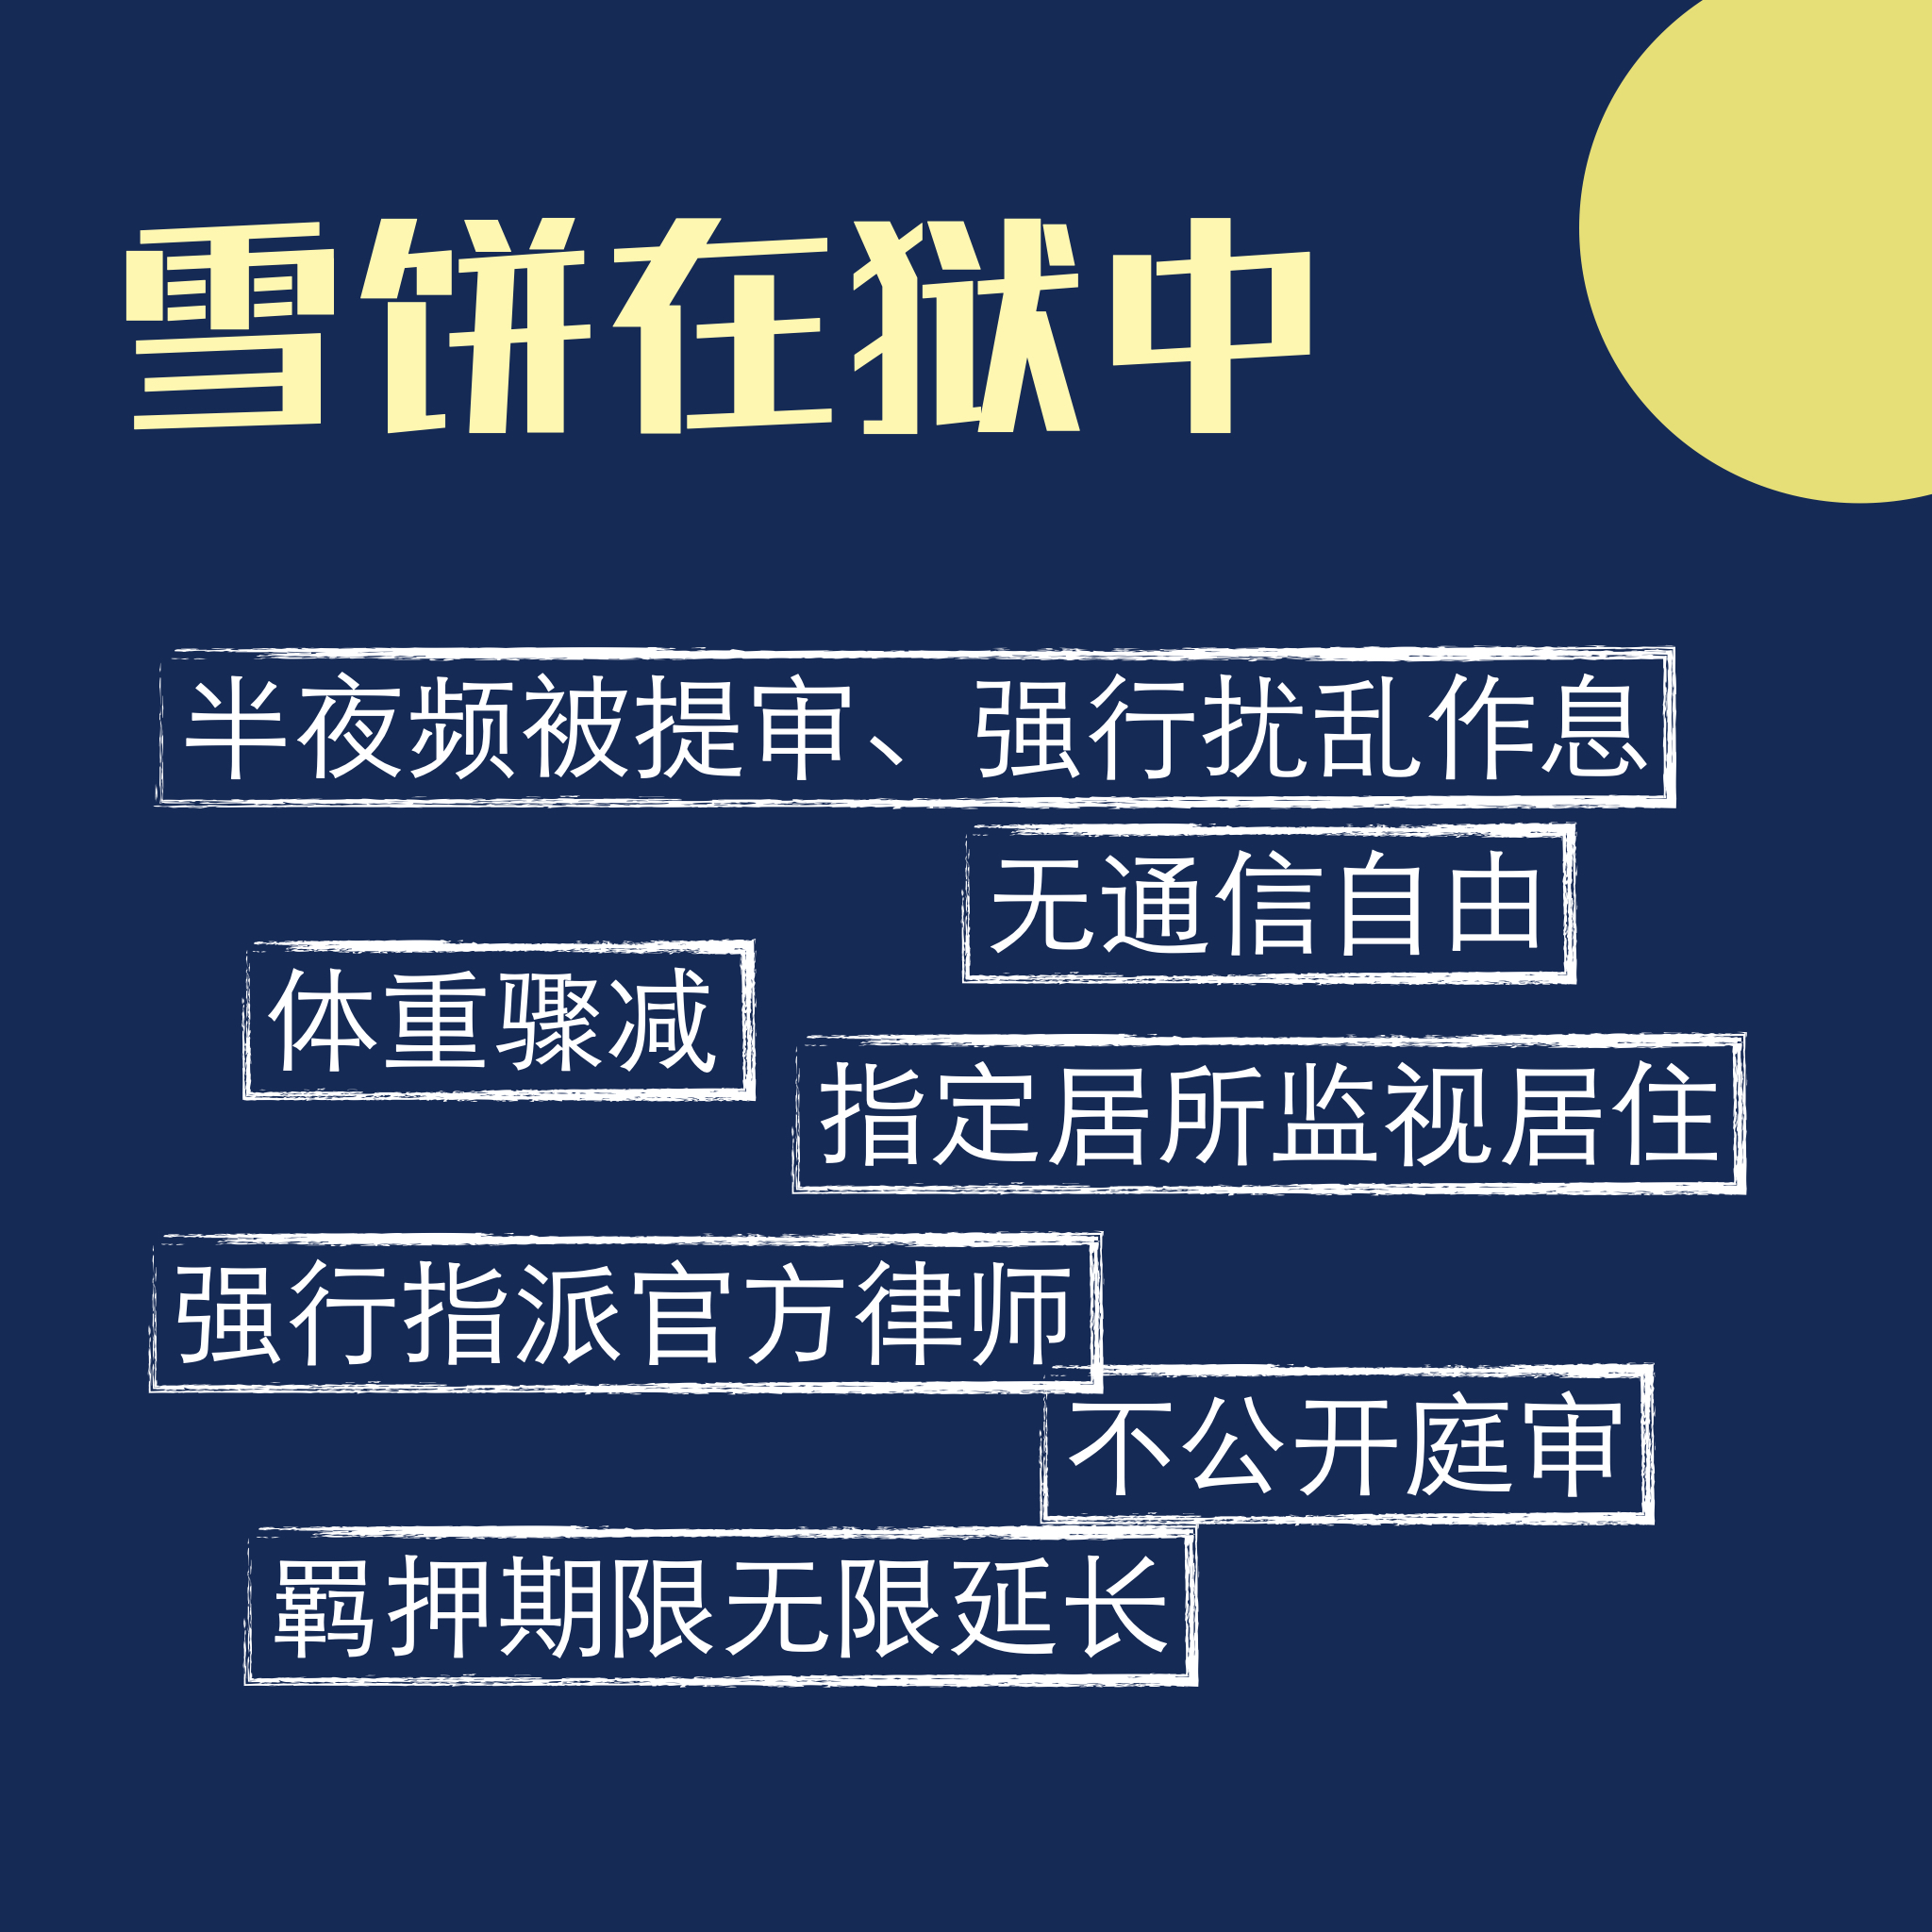 雪饼在狱中
半夜频被提审、强行扰乱作息
无通信自由
体重骤减
指定居所监视居住
强行指派官方律师
不公开庭审
羁押期限无限延长